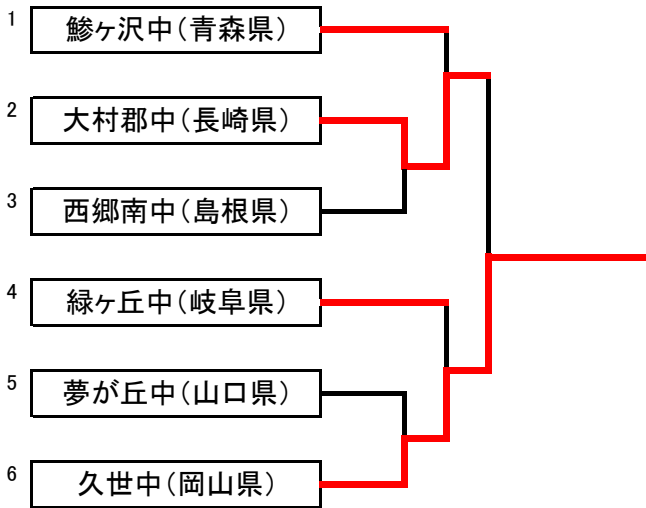 1 鯵ヶ沢中(青森県)
2 大村郡中(長崎県)
3 西郷南中(島根県)
4 緑ヶ丘中(岐阜県)
5 夢が丘中(山口県)
6 久世中(岡山県)